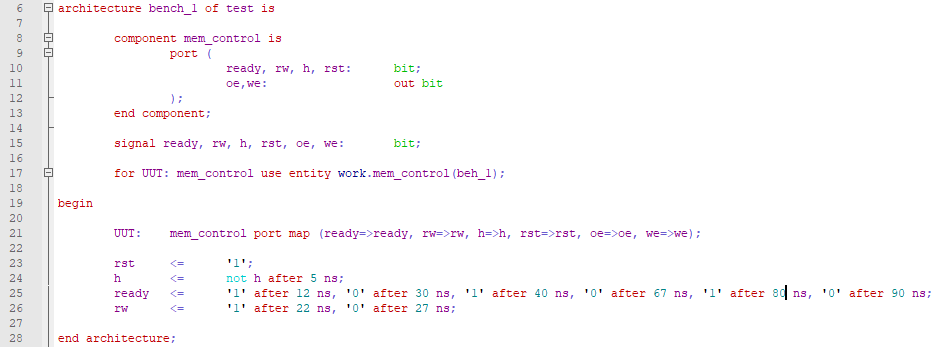 6 architecture bench_1 of test is
7
8 component mem_control is
9 port (
10 ready, rw, h, rst: bit;
11 oe,we: out bit
12 );
13 end component;
14
15 signal ready, rw, h, rst, oe, we: bit;
16
17 for UUT: mem_control use entity work.mem_control(beh_1);
18
19 begin
20
21 UUT: mem_control port map (ready=>ready, rw=>rw, h=>h, rst=>rst, oe=>oe, we=>we);
22
23 rst <= '1';
24 h <= not h after 5 ns;
25 ready <= '1' after 12 ns, '0' after 30 ns, '1' after 40 ns, '0' after 67 ns, '1' after 80 ns, '0' after 90 ns;
26 rw <= '1' after 22 ns, '0' after 27 ns;
27
28 end architecture;